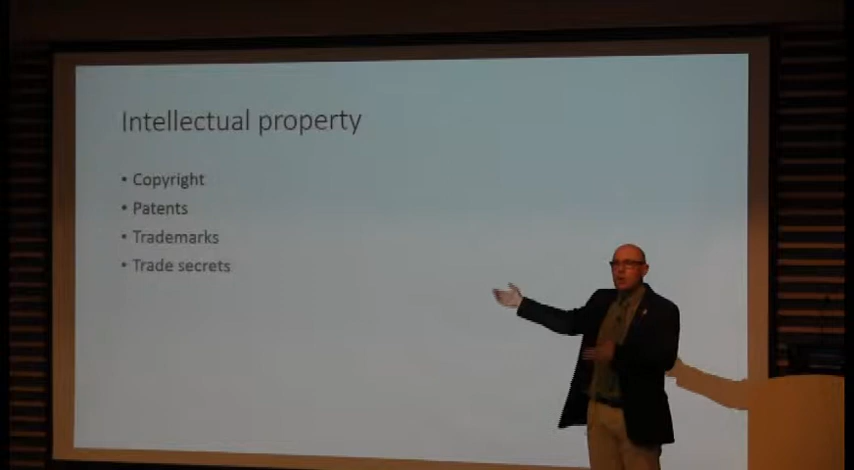 Intellectual property
• Copyright
• Patents
• Trademarks
• Trade secrets